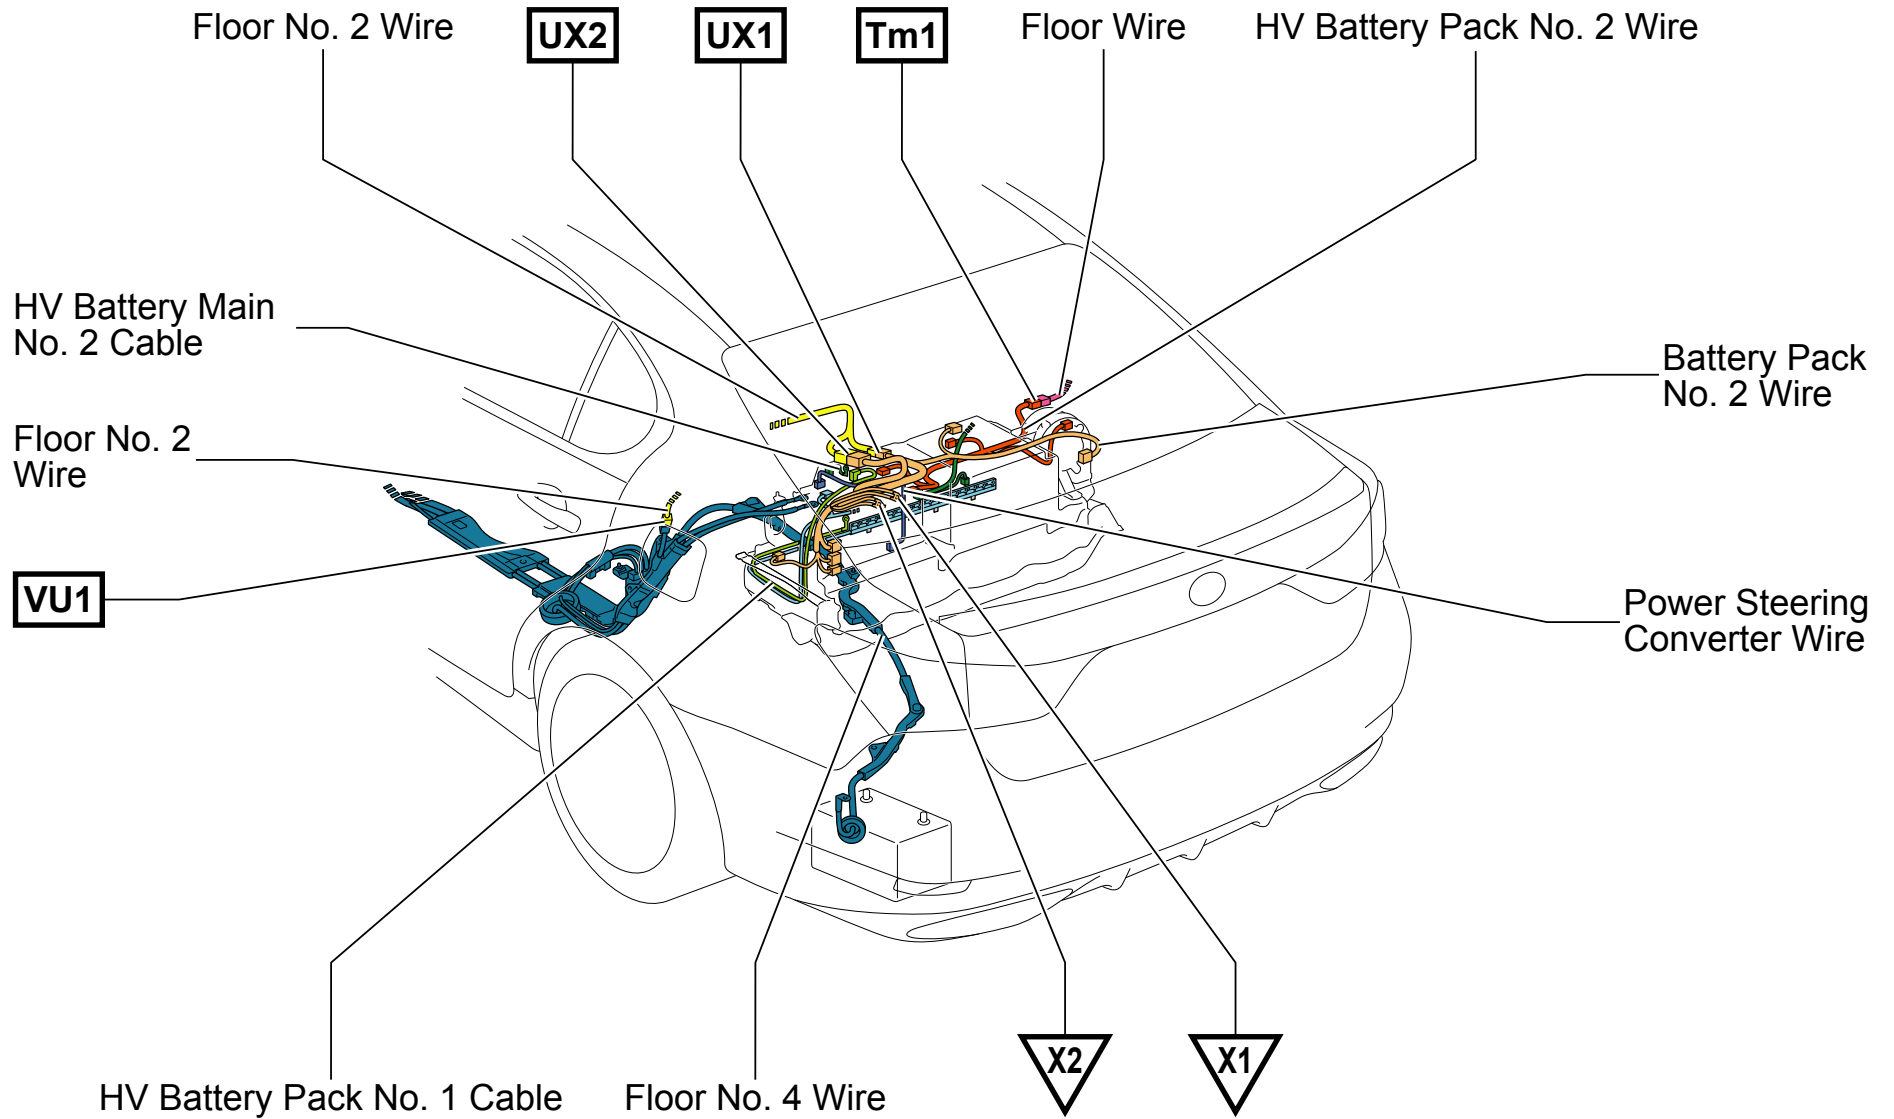 Floor No. 2 Wire
UX2
UX1
Tm1
Floor Wire
HV Battery Pack No. 2 Wire
HV Battery Main
No. 2 Cable
Battery Pack
No. 2 Wire
Floor No. 2
Wire
VU1
Power Steering
Converter Wire
X2
X1
HV Battery Pack No. 1 Cable
Floor No. 4 Wire